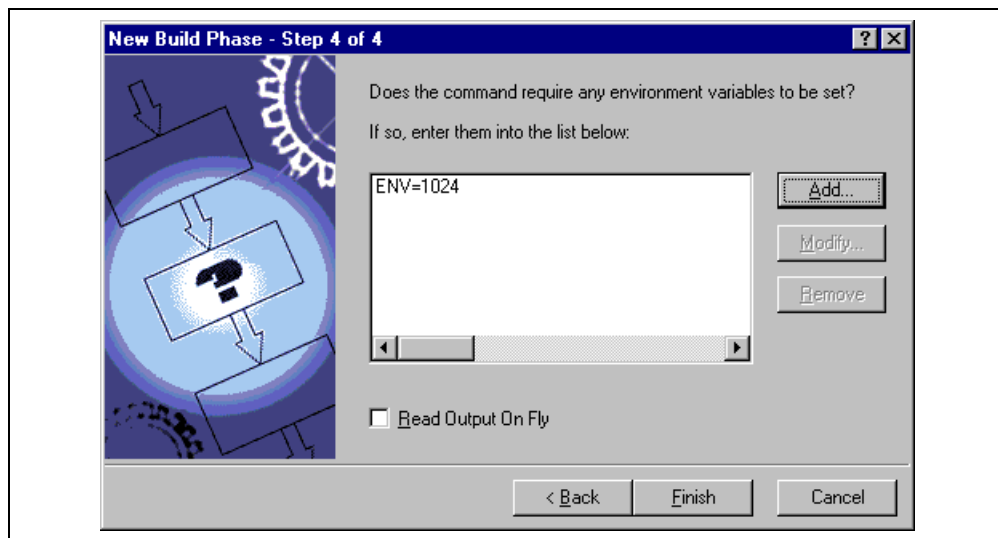 New Build Phase - Step 4 of 4
Does the command require any environment variables to be set?
If so, enter them into the list below:
ENV=1024
Add...
Modify...
Remove
Read Output On Fly
< Back
Finish
Cancel